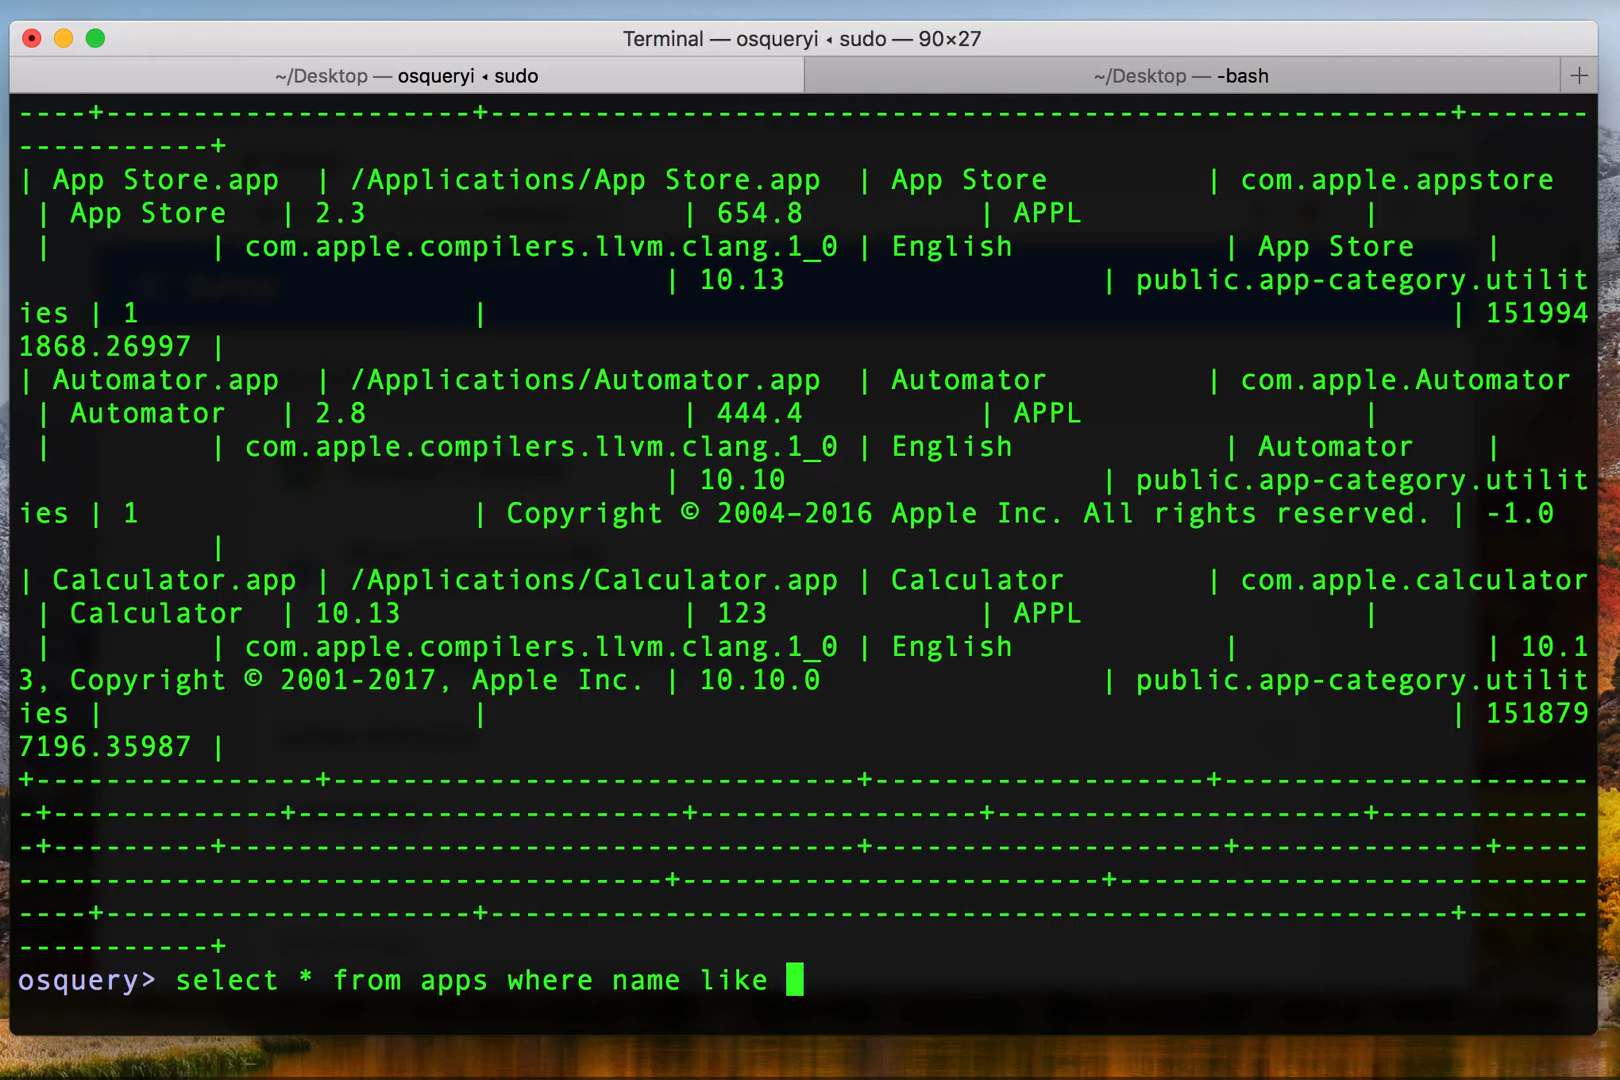 Terminal — osqueryi ◂ sudo — 90×27
~/Desktop — osqueryi ◂ sudo
~/Desktop — -bash
+
----+---------------------+--------------------------------------------------------+-------
-----------+
| App Store.app  | /Applications/App Store.app  | App Store         | com.apple.appstore
 | App Store   | 2.3                  | 654.8          | APPL                |
 |         | com.apple.compilers.llvm.clang.1_0 | English            | App Store    |
                                     | 10.13                  | public.app-category.utilit
ies | 1                   |                                                        | 151994
1868.26997 |
| Automator.app  | /Applications/Automator.app  | Automator         | com.apple.Automator
 | Automator   | 2.8                  | 444.4          | APPL                |
 |         | com.apple.compilers.llvm.clang.1_0 | English            | Automator    |
                                     | 10.10                  | public.app-category.utilit
ies | 1                   | Copyright © 2004–2016 Apple Inc. All rights reserved. | -1.0
           |
| Calculator.app | /Applications/Calculator.app | Calculator        | com.apple.calculator
 | Calculator  | 10.13                | 123            | APPL                |
 |         | com.apple.compilers.llvm.clang.1_0 | English            |              | 10.1
3, Copyright © 2001-2017, Apple Inc. | 10.10.0                | public.app-category.utilit
ies |                     |                                                        | 151879
7196.35987 |
+----------------+------------------------------+-------------------+---------------------
-+-------------+----------------------+----------------+---------------------+------------
-+---------+------------------------------------+--------------------+--------------+-----
-------------------------------------+------------------------+---------------------------
----+---------------------+--------------------------------------------------------+-------
-----------+
osquery> select * from apps where name like